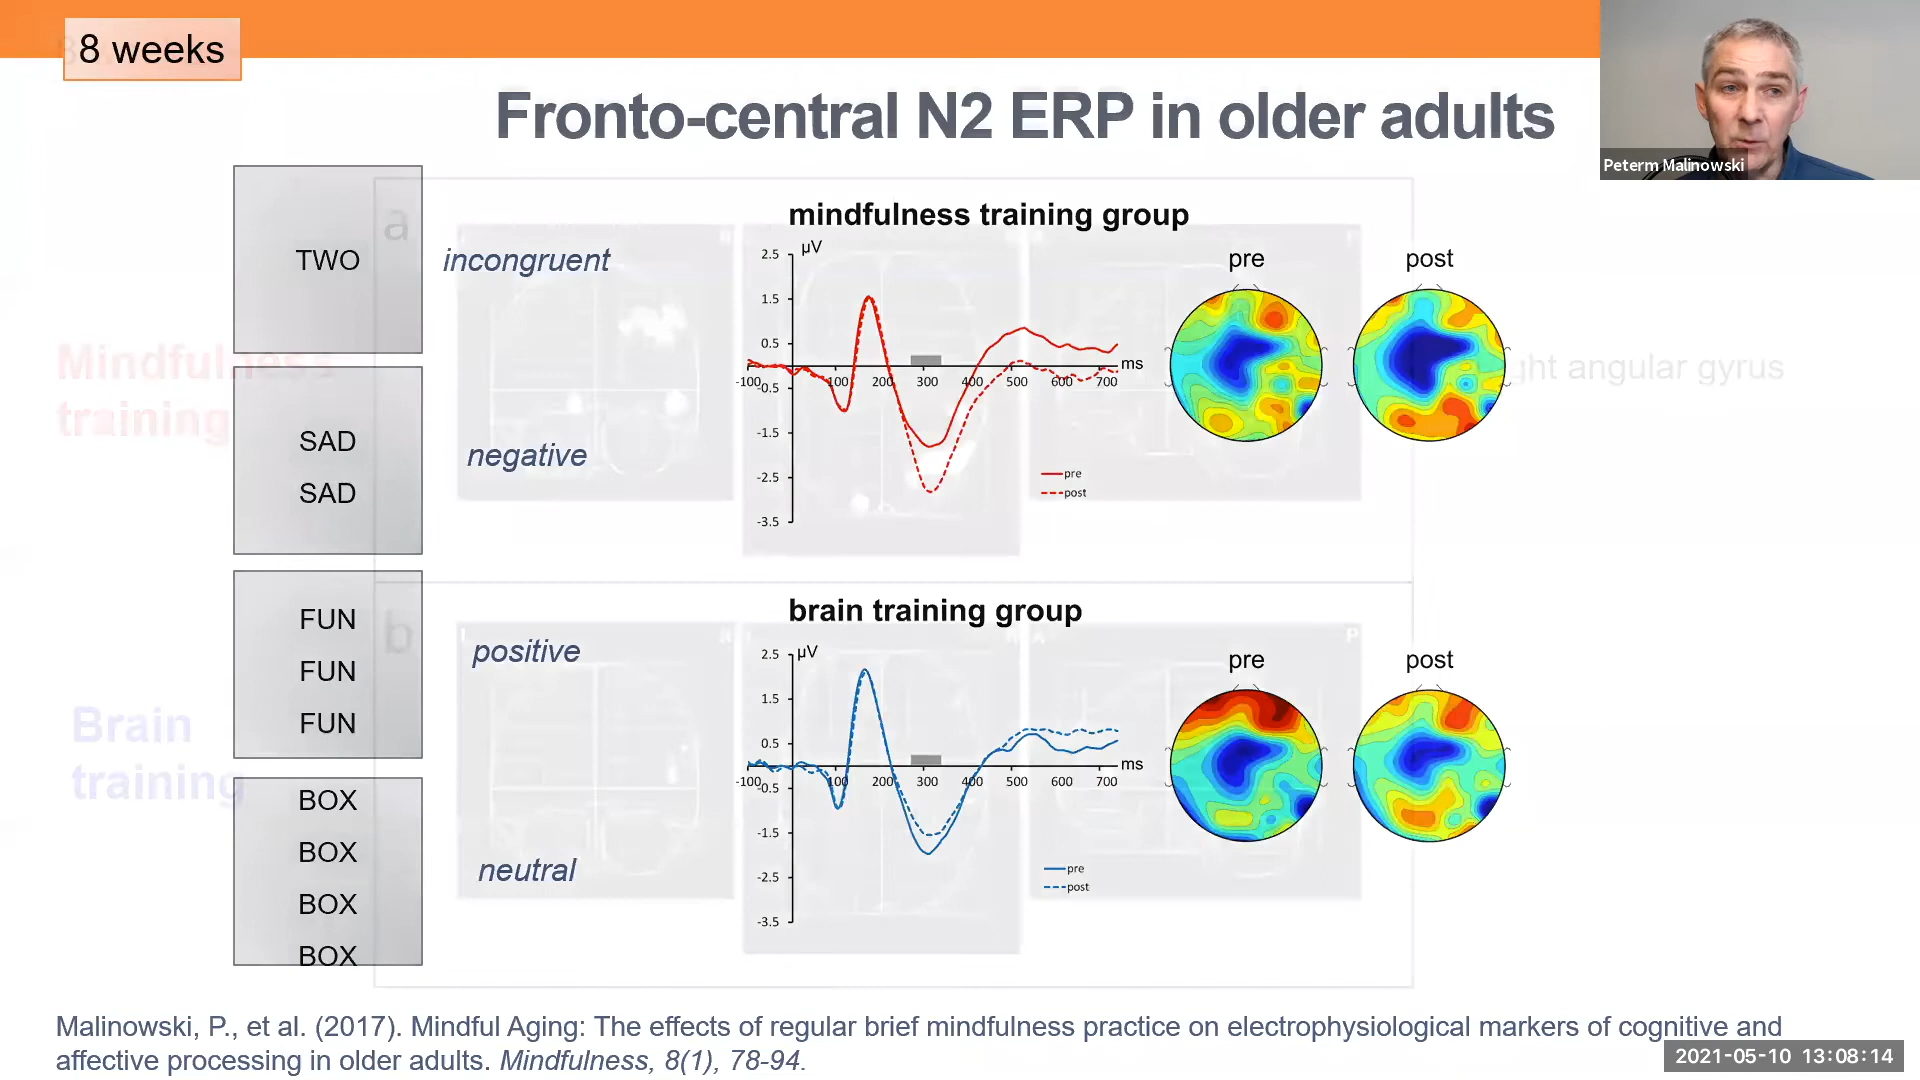 8 weeks
Fronto-central N2 ERP in older adults
Peterm Malinowski
a
TWO
incongruent
SAD
SAD
negative
FUN
FUN
FUN
positive
BOX
BOX
BOX
BOX
neutral
Mindfulness
training
Brain
training
b
mindfulness training group
µV
2.5
1.5
0.5
-0.5
-1.5
-2.5
-3.5
-100 100 200 300 400 500 600 700 ms
pre
post
pre post
ght angular gyrus
brain training group
µV
2.5
1.5
0.5
-0.5
-1.5
-2.5
-3.5
-100 100 200 300 400 500 600 700 ms
pre
post
pre post
P
Malinowski, P., et al. (2017). Mindful Aging: The effects of regular brief mindfulness practice on electrophysiological markers of cognitive and
affective processing in older adults. Mindfulness, 8(1), 78-94.
2021-05-10 13:08:14